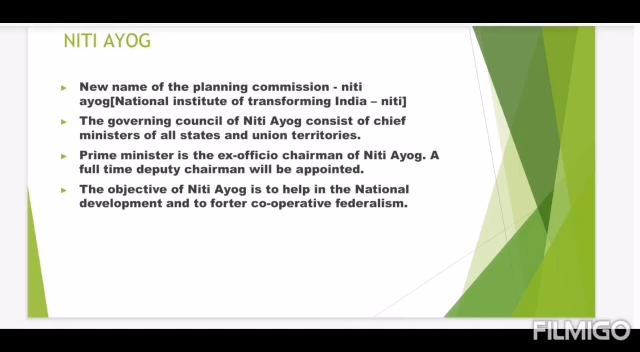 NITI AYOG
New name of the planning commission - niti
ayog[National institute of transforming India – niti]
The governing council of Niti Ayog consist of chief
ministers of all states and union territories.
Prime minister is the ex-officio chairman of Niti Ayog. A
full time deputy chairman will be appointed.
The objective of Niti Ayog is to help in the National
development and to forter co-operative federalism.
FILMIGO